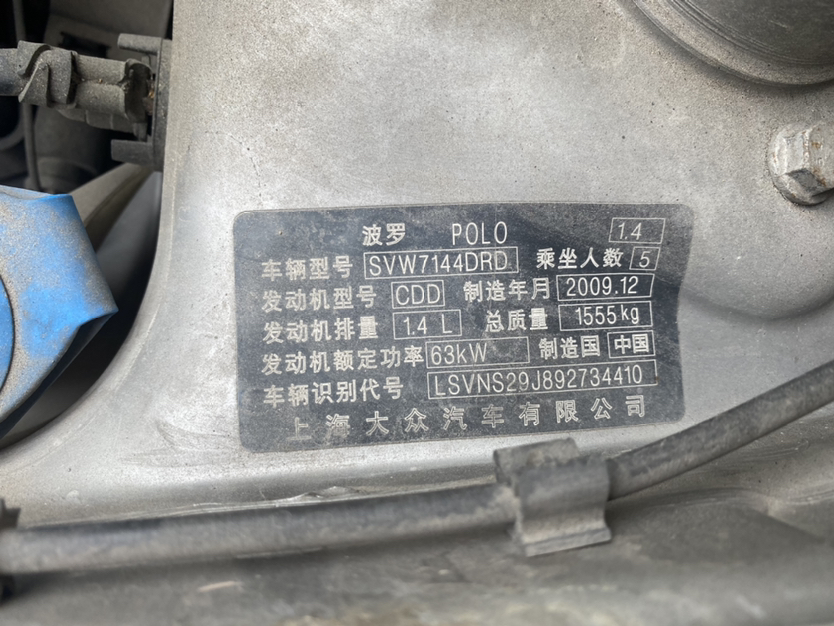 波罗 POLO 1.4
车辆型号 SVW7144DRD 乘坐人数 5
发动机型号 CDD 制造年月 2009.12
发动机排量 1.4 L 总质量 1555kg
发动机额定功率 63kW 制造国 中国
车辆识别代号 LSVNS29J892734410
上海大众汽车有限公司